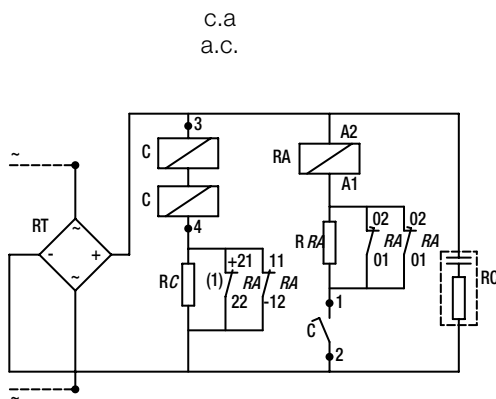 c.a
a.c.
3
A2
C
RA
A1
~
C
4
RT
~
- +
~
02 02
R RA RA RA
01 01
+21 11
RC (1) RA RA
22 -12
RC
1
C
2
~